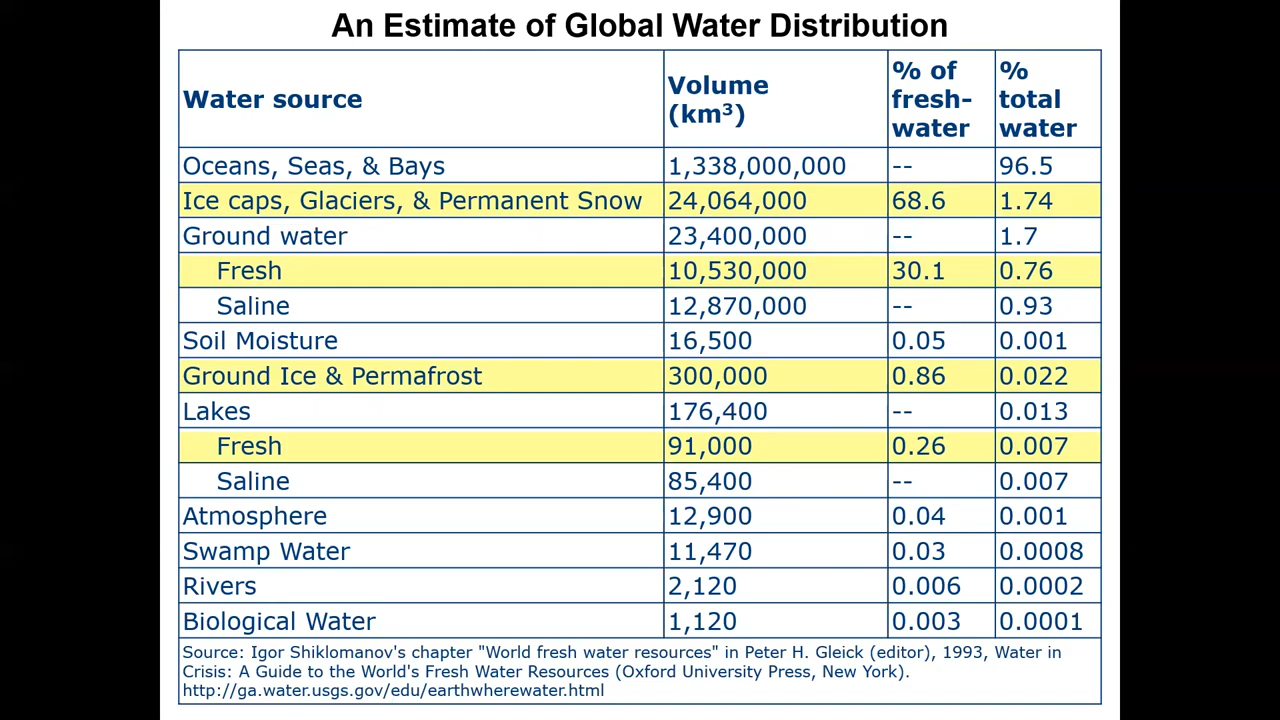 An Estimate of Global Water Distribution
Water source Volume (km³) % of fresh-water % total water
Oceans, Seas, & Bays 1,338,000,000 -- 96.5
Ice caps, Glaciers, & Permanent Snow 24,064,000 68.6 1.74
Ground water 23,400,000 -- 1.7
Fresh 10,530,000 30.1 0.76
Saline 12,870,000 -- 0.93
Soil Moisture 16,500 0.05 0.001
Ground Ice & Permafrost 300,000 0.86 0.022
Lakes 176,400 -- 0.013
Fresh 91,000 0.26 0.007
Saline 85,400 -- 0.007
Atmosphere 12,900 0.04 0.001
Swamp Water 11,470 0.03 0.0008
Rivers 2,120 0.006 0.0002
Biological Water 1,120 0.003 0.0001
Source: Igor Shiklomanov's chapter "World fresh water resources" in Peter H. Gleick (editor), 1993, Water in
Crisis: A Guide to the World's Fresh Water Resources (Oxford University Press, New York).
http://ga.water.usgs.gov/edu/earthwherewater.html